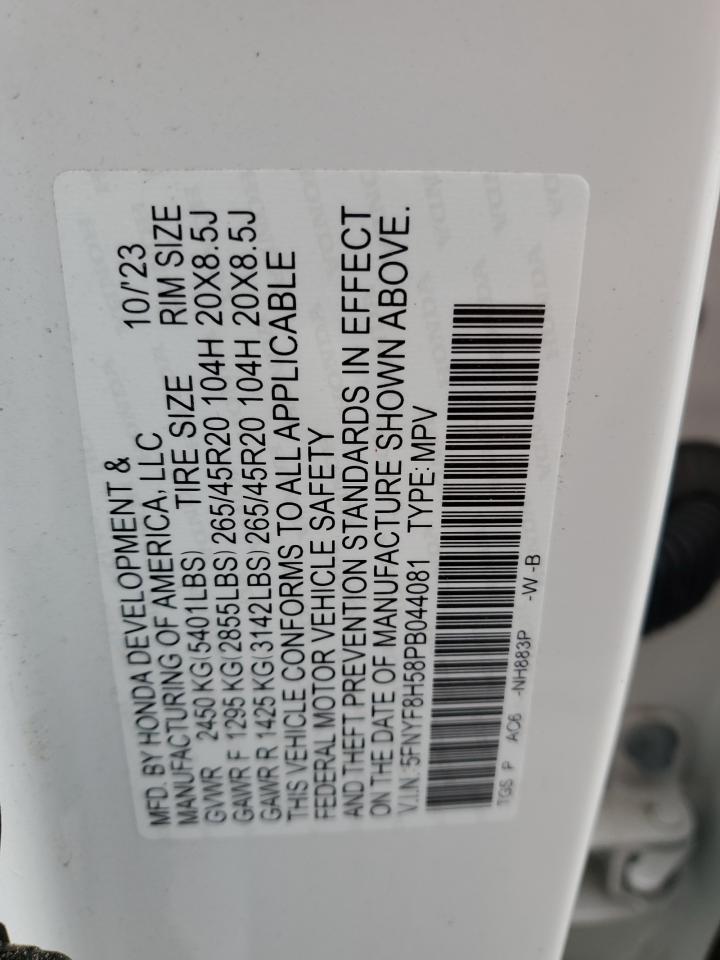 MFD. BY HONDA DEVELOPMENT & 10/'23
MANUFACTURING OF AMERICA, LLC
GVWR 2450 KG(5401LBS) TIRE SIZE RIM SIZE
GAWR F 1295 KG(2855LBS) 265/45R20 104H 20X8.5J
GAWR R 1425 KG(3142LBS) 265/45R20 104H 20X8.5J
THIS VEHICLE CONFORMS TO ALL APPLICABLE
FEDERAL MOTOR VEHICLE SAFETY
AND THEFT PREVENTION STANDARDS IN EFFECT
ON THE DATE OF MANUFACTURE SHOWN ABOVE.
V.I.N.:5FNYF8H58PB044081 TYPE:MPV
TGS P AC6 -NH883P -W -B
HONDA